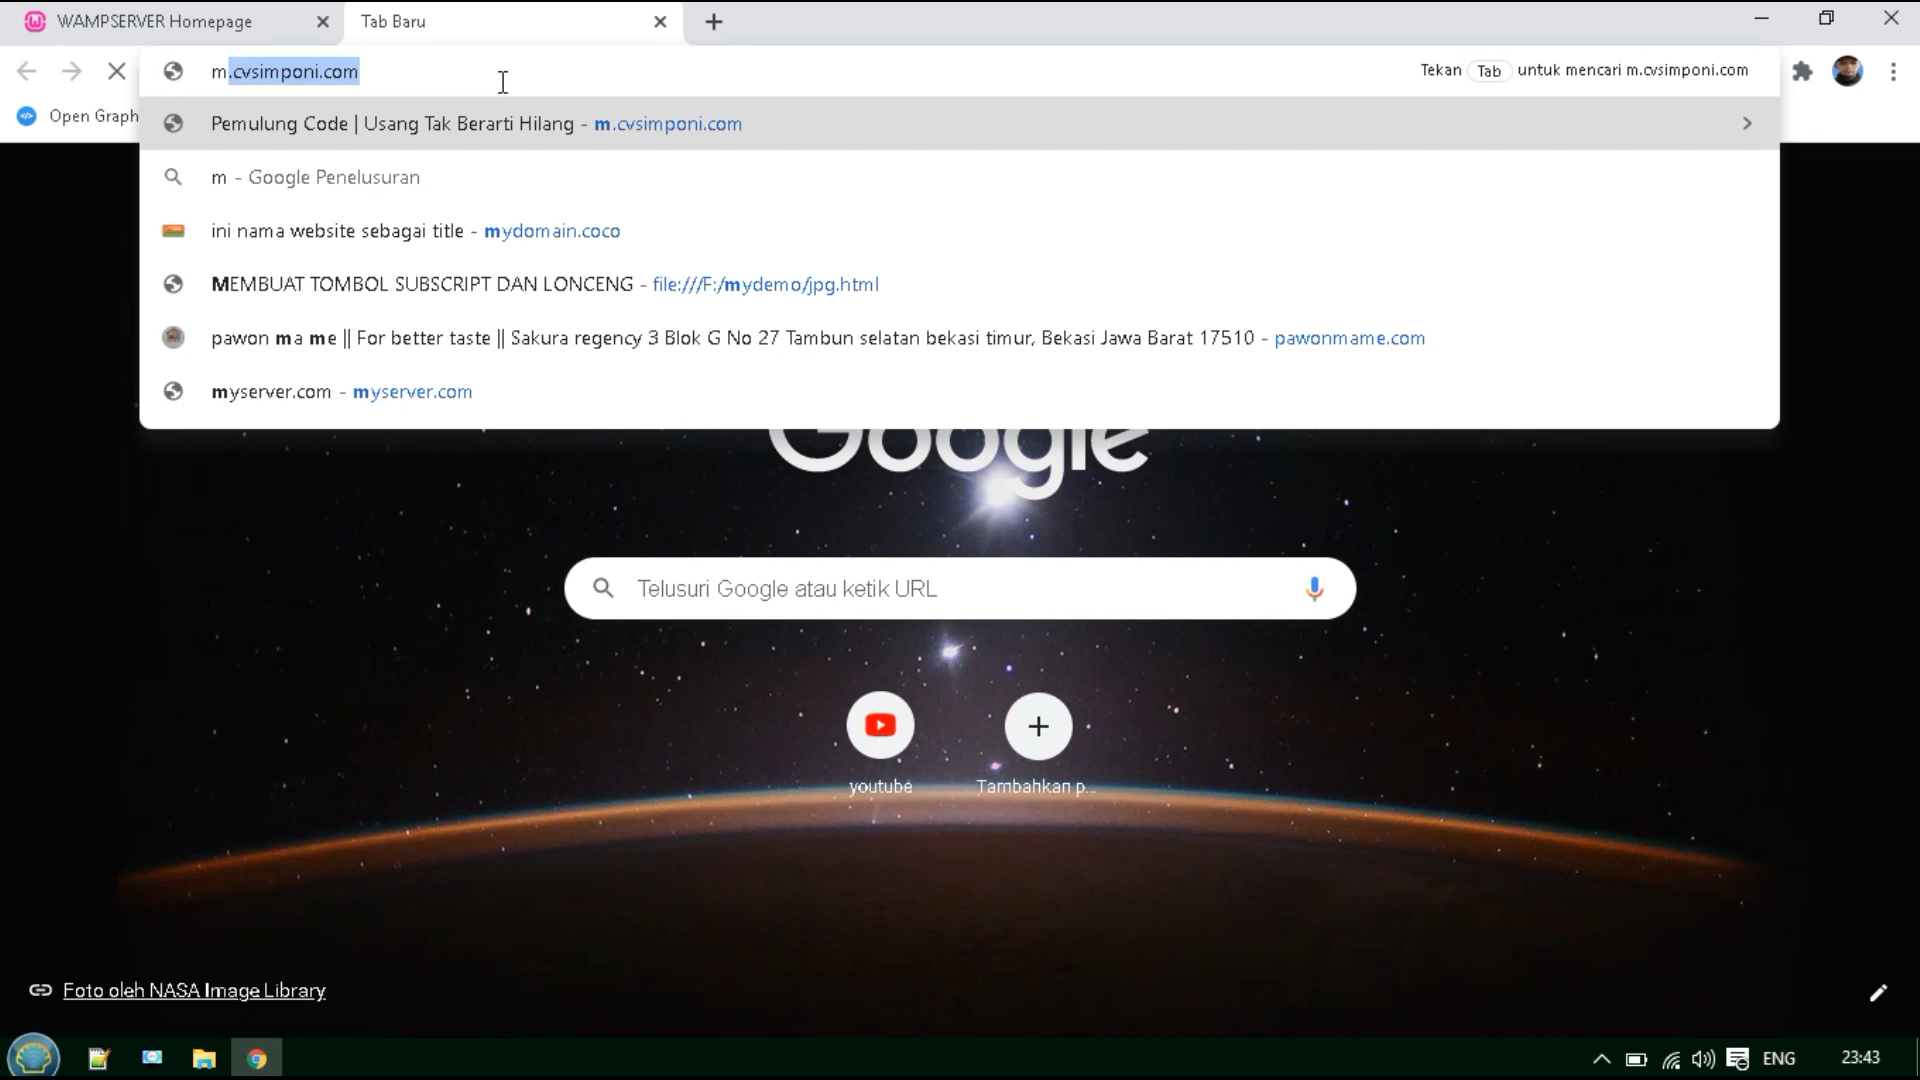 WAMPSERVER Homepage
Tab Baru
m.cvsimponi.com
Tekan Tab untuk mencari m.cvsimponi.com
Open Graph
Pemulung Code | Usang Tak Berarti Hilang - m.cvsimponi.com
m - Google Penelusuran
ini nama website sebagai title - mydomain.coco
MEMBUAT TOMBOL SUBSCRIPT DAN LONCENG - file:///F:/mydemo/jpg.html
pawon ma me || For better taste || Sakura regency 3 Blok G No 27 Tambun selatan bekasi timur, Bekasi Jawa Barat 17510 - pawonmame.com
myserver.com - myserver.com
Google
Telusuri Google atau ketik URL
youtube
Tambahkan p...
Foto oleh NASA Image Library
ENG
23:43